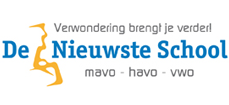 Verwondering brengt je verder!
De Nieuwste School
mavo - havo - vwo